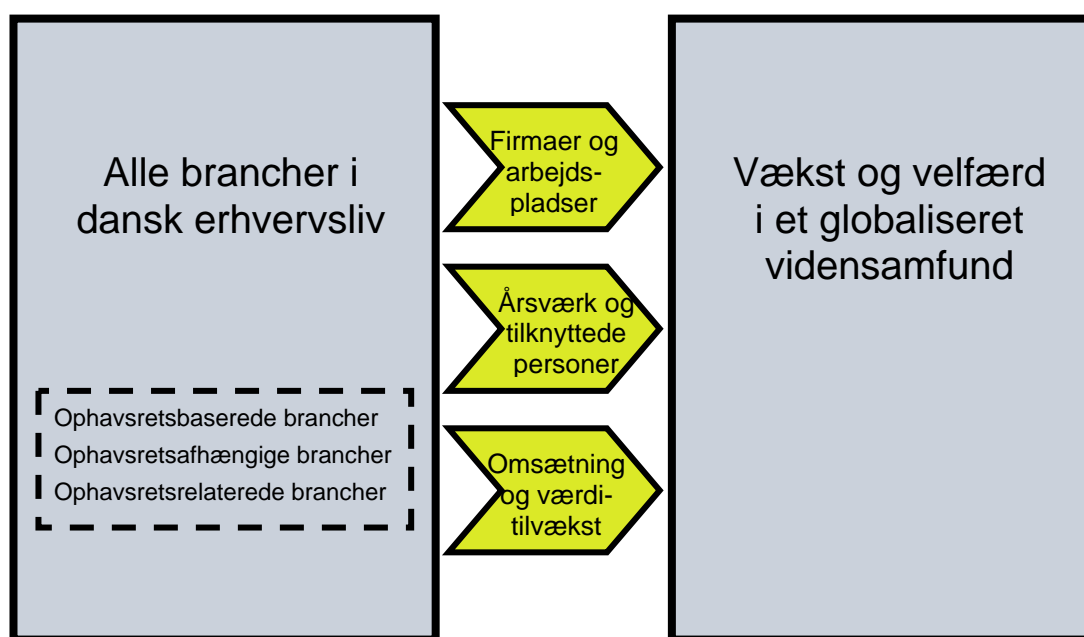 Alle brancher i
dansk erhvervsliv
Ophavsretsbaserede brancher
Ophavsretsafhængige brancher
Ophavsretsrelaterede brancher
Firmaer og
arbejds-
pladser
Årsværk og
tilknyttede
personer
Omsætning
og værdi-
tilvækst
Vækst og velfærd
i et globaliseret
vidensamfund